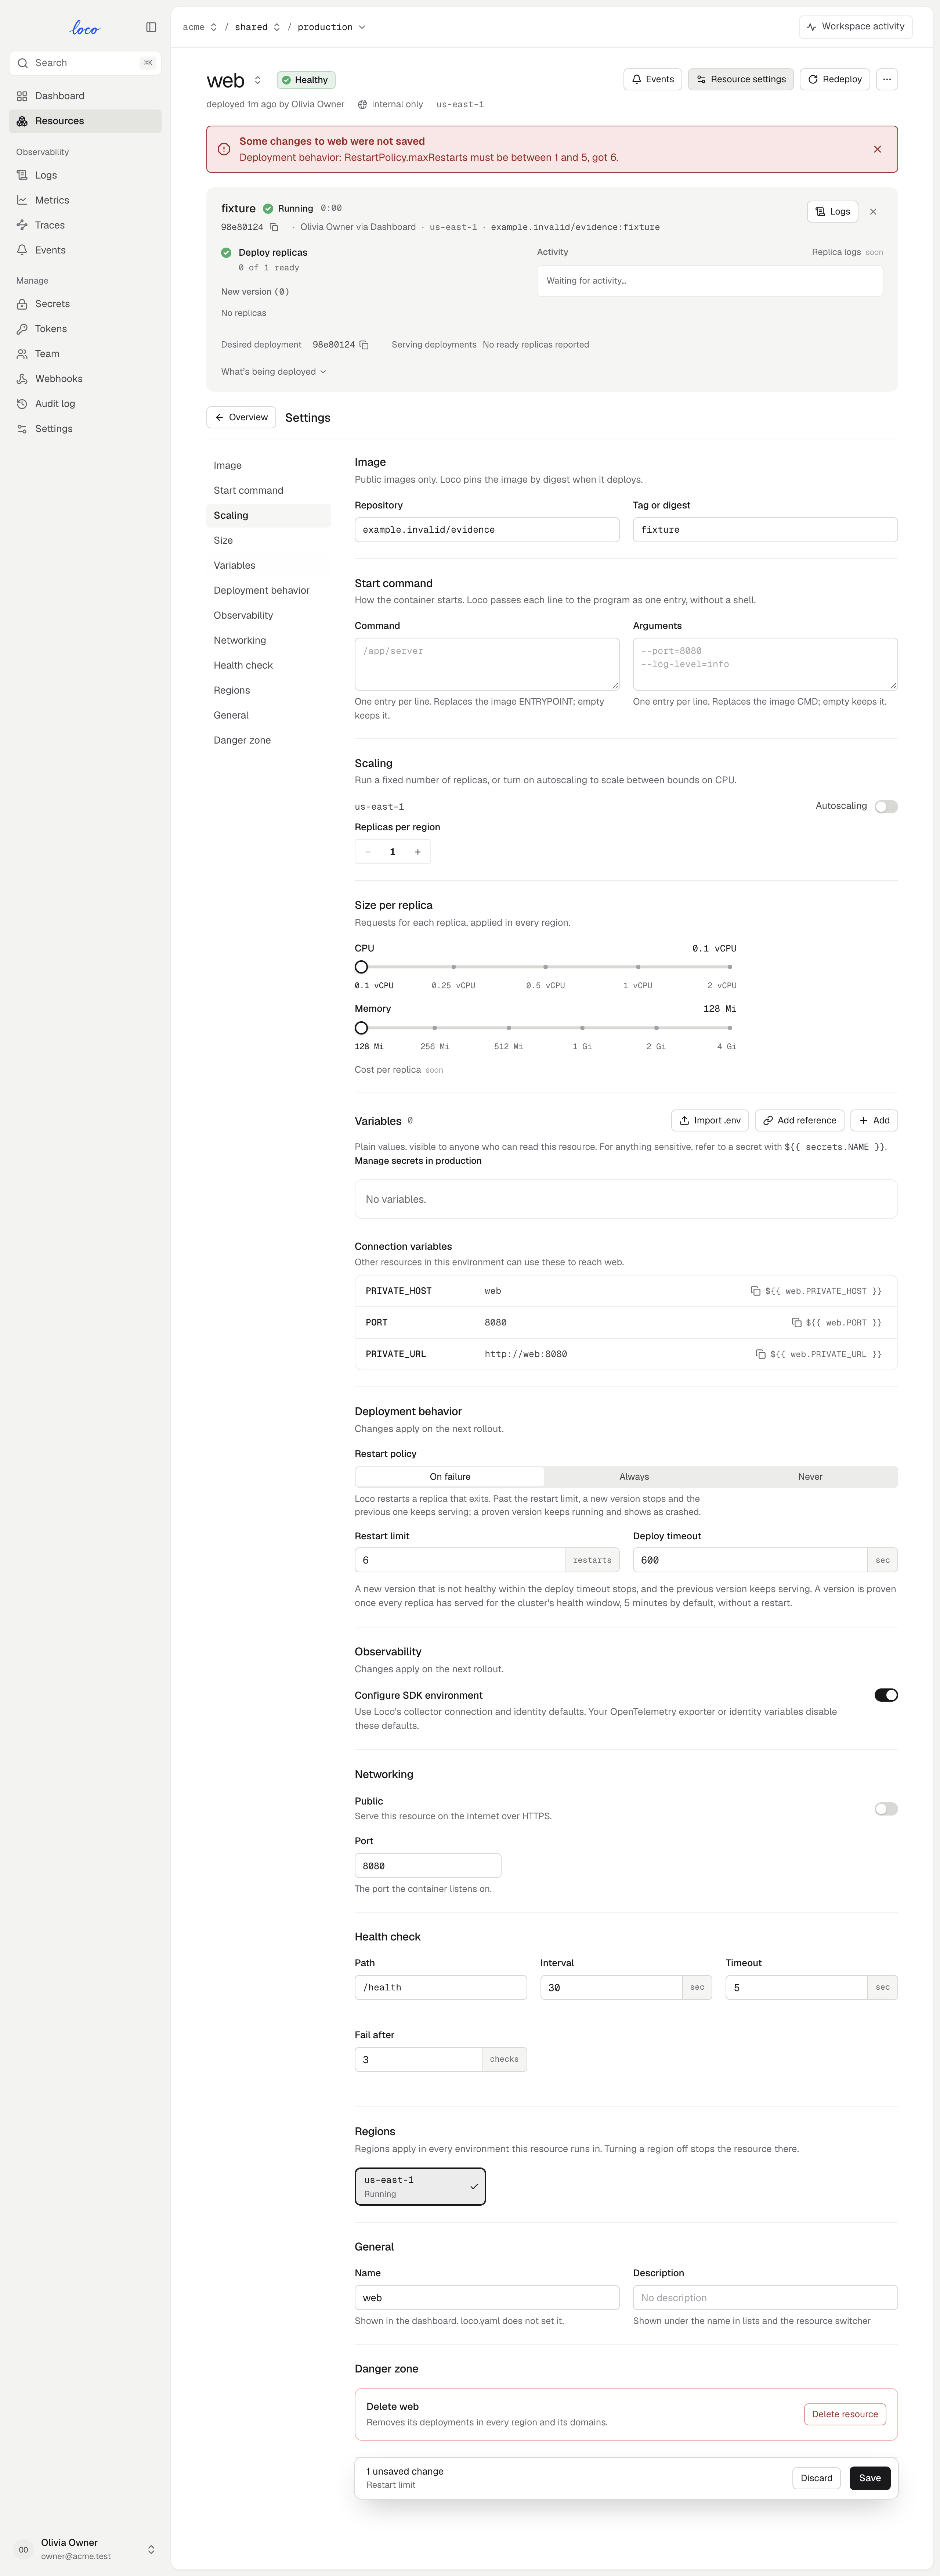 loco
Search
⌘K
Dashboard
Resources
Observability
Logs
Metrics
Traces
Events
Manage
Secrets
Tokens
Team
Webhooks
Audit log
Settings
OO
Olivia Owner
owner@acme.test
acme / shared / production
Workspace activity
web
Healthy
Events
Resource settings
Redeploy
deployed 1m ago by Olivia Owner
internal only
us-east-1
Some changes to web were not saved
Deployment behavior: RestartPolicy.maxRestarts must be between 1 and 5, got 6.
fixture
Running
0:00
Logs
98e80124 · Olivia Owner via Dashboard · us-east-1 · example.invalid/evidence:fixture
Deploy replicas
0 of 1 ready
New version (0)
No replicas
Activity
Replica logs soon
Waiting for activity…
Desired deployment 98e80124
Serving deployments No ready replicas reported
What's being deployed
Overview
Settings
Image
Start command
Scaling
Size
Variables
Deployment behavior
Observability
Networking
Health check
Regions
General
Danger zone
Image
Public images only. Loco pins the image by digest when it deploys.
Repository
example.invalid/evidence
Tag or digest
fixture
Start command
How the container starts. Loco passes each line to the program as one entry, without a shell.
Command
/app/server
One entry per line. Replaces the image ENTRYPOINT; empty
keeps it.
Arguments
--port=8080
--log-level=info
One entry per line. Replaces the image CMD; empty keeps it.
Scaling
Run a fixed number of replicas, or turn on autoscaling to scale between bounds on CPU.
us-east-1
Autoscaling
Replicas per region
− 1 +
Size per replica
Requests for each replica, applied in every region.
CPU
0.1 vCPU
0.1 vCPU 0.25 vCPU 0.5 vCPU 1 vCPU 2 vCPU
Memory
128 Mi
128 Mi 256 Mi 512 Mi 1 Gi 2 Gi 4 Gi
Cost per replica soon
Variables 0
Import .env
Add reference
Add
Plain values, visible to anyone who can read this resource. For anything sensitive, refer to a secret with ${{ secrets.NAME }}.
Manage secrets in production
No variables.
Connection variables
Other resources in this environment can use these to reach web.
PRIVATE_HOST web ${{ web.PRIVATE_HOST }}
PORT 8080 ${{ web.PORT }}
PRIVATE_URL http://web:8080 ${{ web.PRIVATE_URL }}
Deployment behavior
Changes apply on the next rollout.
Restart policy
On failure
Always
Never
Loco restarts a replica that exits. Past the restart limit, a new version stops and the
previous one keeps serving; a proven version keeps running and shows as crashed.
Restart limit
6 restarts
Deploy timeout
600 sec
A new version that is not healthy within the deploy timeout stops, and the previous version keeps serving. A version is proven
once every replica has served for the cluster's health window, 5 minutes by default, without a restart.
Observability
Changes apply on the next rollout.
Configure SDK environment
Use Loco's collector connection and identity defaults. Your OpenTelemetry exporter or identity variables disable
these defaults.
Networking
Public
Serve this resource on the internet over HTTPS.
Port
8080
The port the container listens on.
Health check
Path
/health
Interval
30 sec
Timeout
5 sec
Fail after
3 checks
Regions
Regions apply in every environment this resource runs in. Turning a region off stops the resource there.
us-east-1
Running
General
Name
web
Shown in the dashboard. loco.yaml does not set it.
Description
No description
Shown under the name in lists and the resource switcher
Danger zone
Delete web
Removes its deployments in every region and its domains.
Delete resource
1 unsaved change
Restart limit
Discard
Save